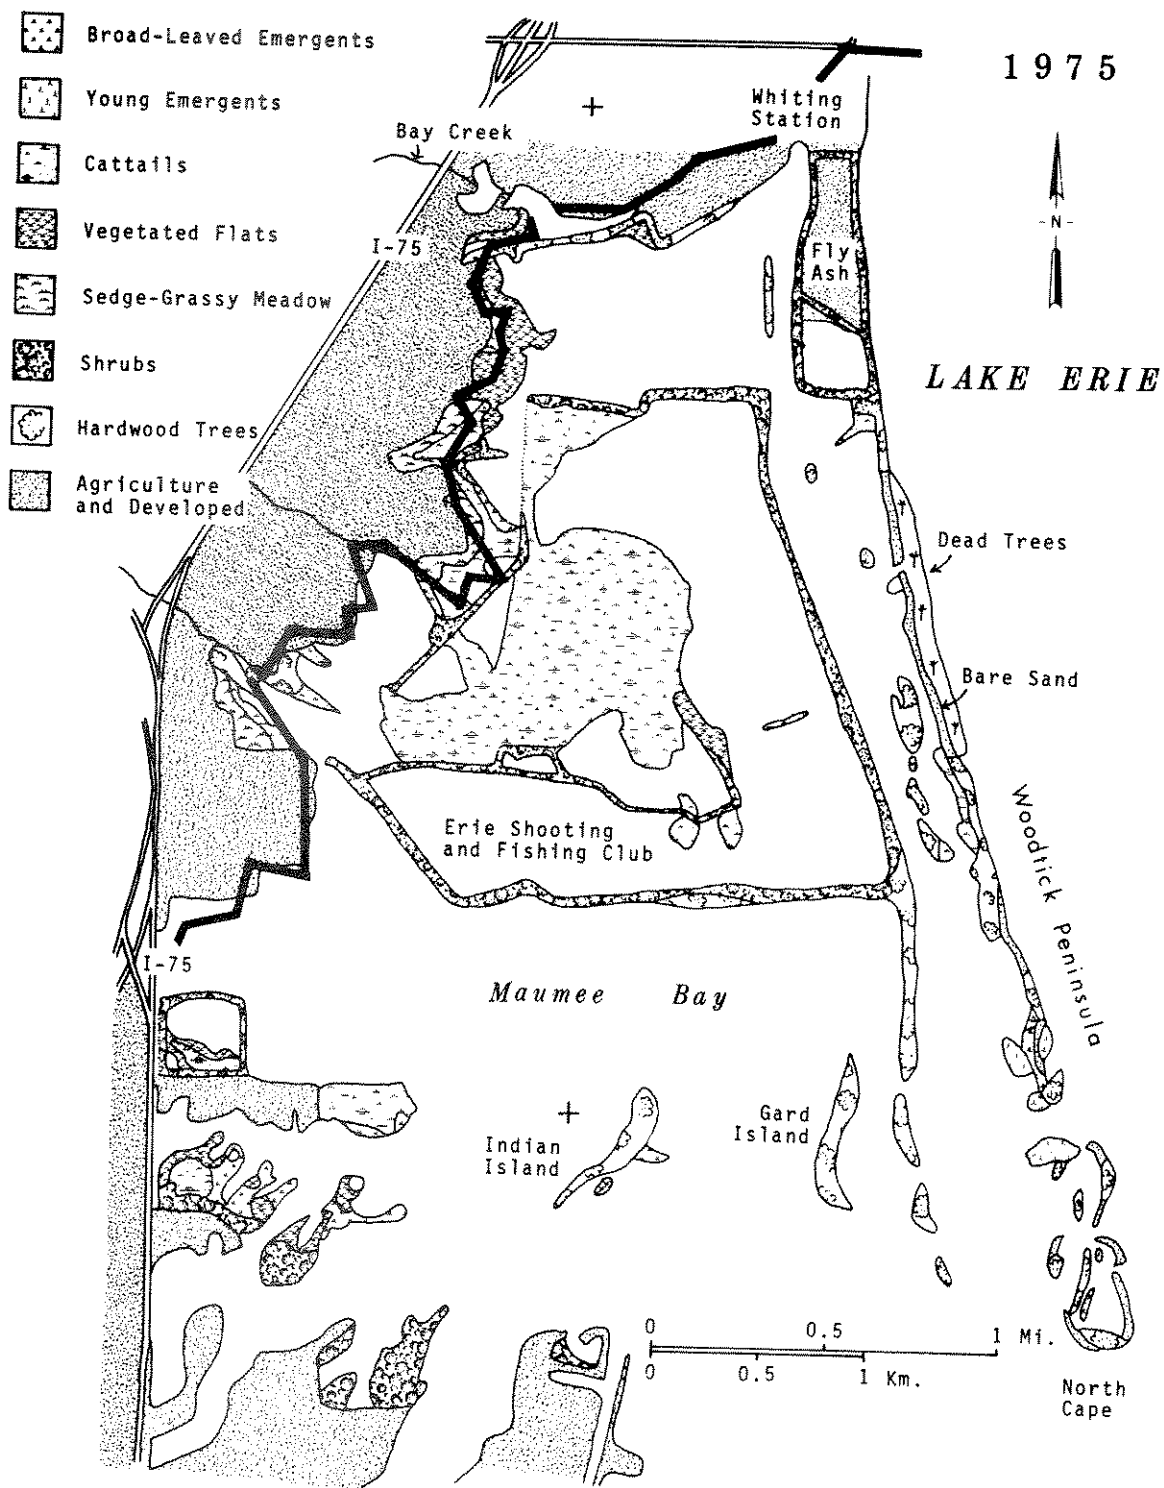 Broad-Leaved Emergents
Young Emergents
Cattails
Vegetated Flats
Sedge-Grassy Meadow
Shrubs
Hardwood Trees
Agriculture
and Developed
1975
Whiting
Station
Bay Creek
I-75
Fly
Ash
-N-
LAKE ERIE
Dead Trees
Bare Sand
Woodtick Peninsula
Erie Shooting
and Fishing Club
I-75
Maumee Bay
Indian
Island
Gard
Island
0 0.5 1 Mi.
0 0.5 1 Km.
North
Cape